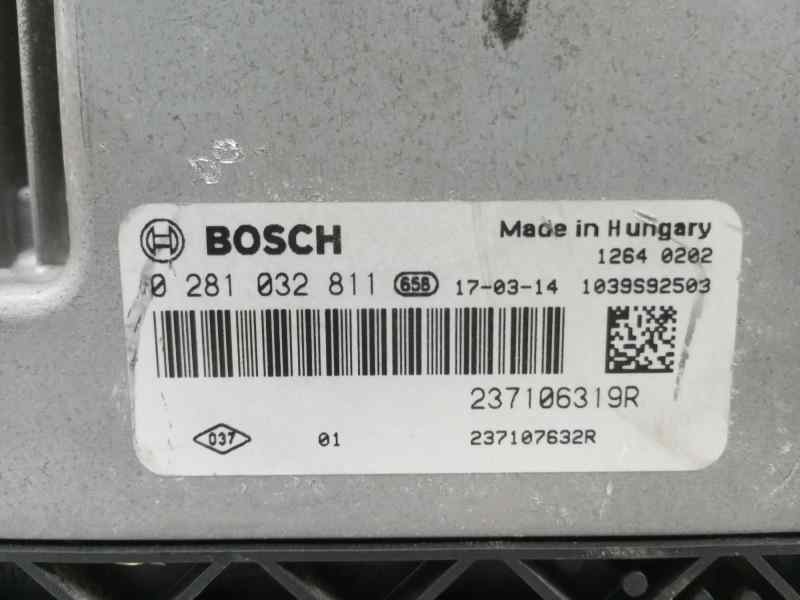 BOSCH Made in Hungary
1264 0202
0 281 032 811 658 17-03-14 1039S92503
237106319R
037 01 237107632R